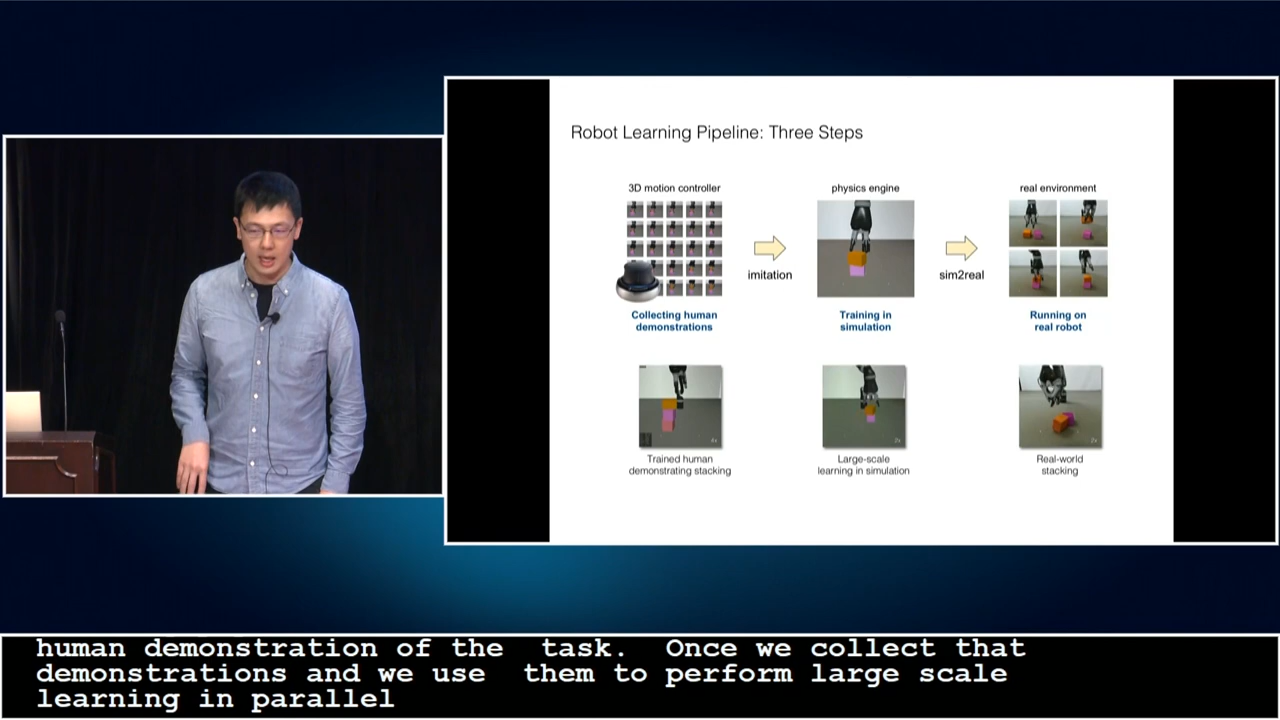 Robot Learning Pipeline: Three Steps
3D motion controller
physics engine
real environment
imitation
sim2real
Collecting human
demonstrations
Training in
simulation
Running on
real robot
4x
2x
2x
Trained human
demonstrating stacking
Large-scale
learning in simulation
Real-world
stacking
human demonstration of the  task.  Once we collect that
demonstrations and we use  them to perform large scale
learning in parallel